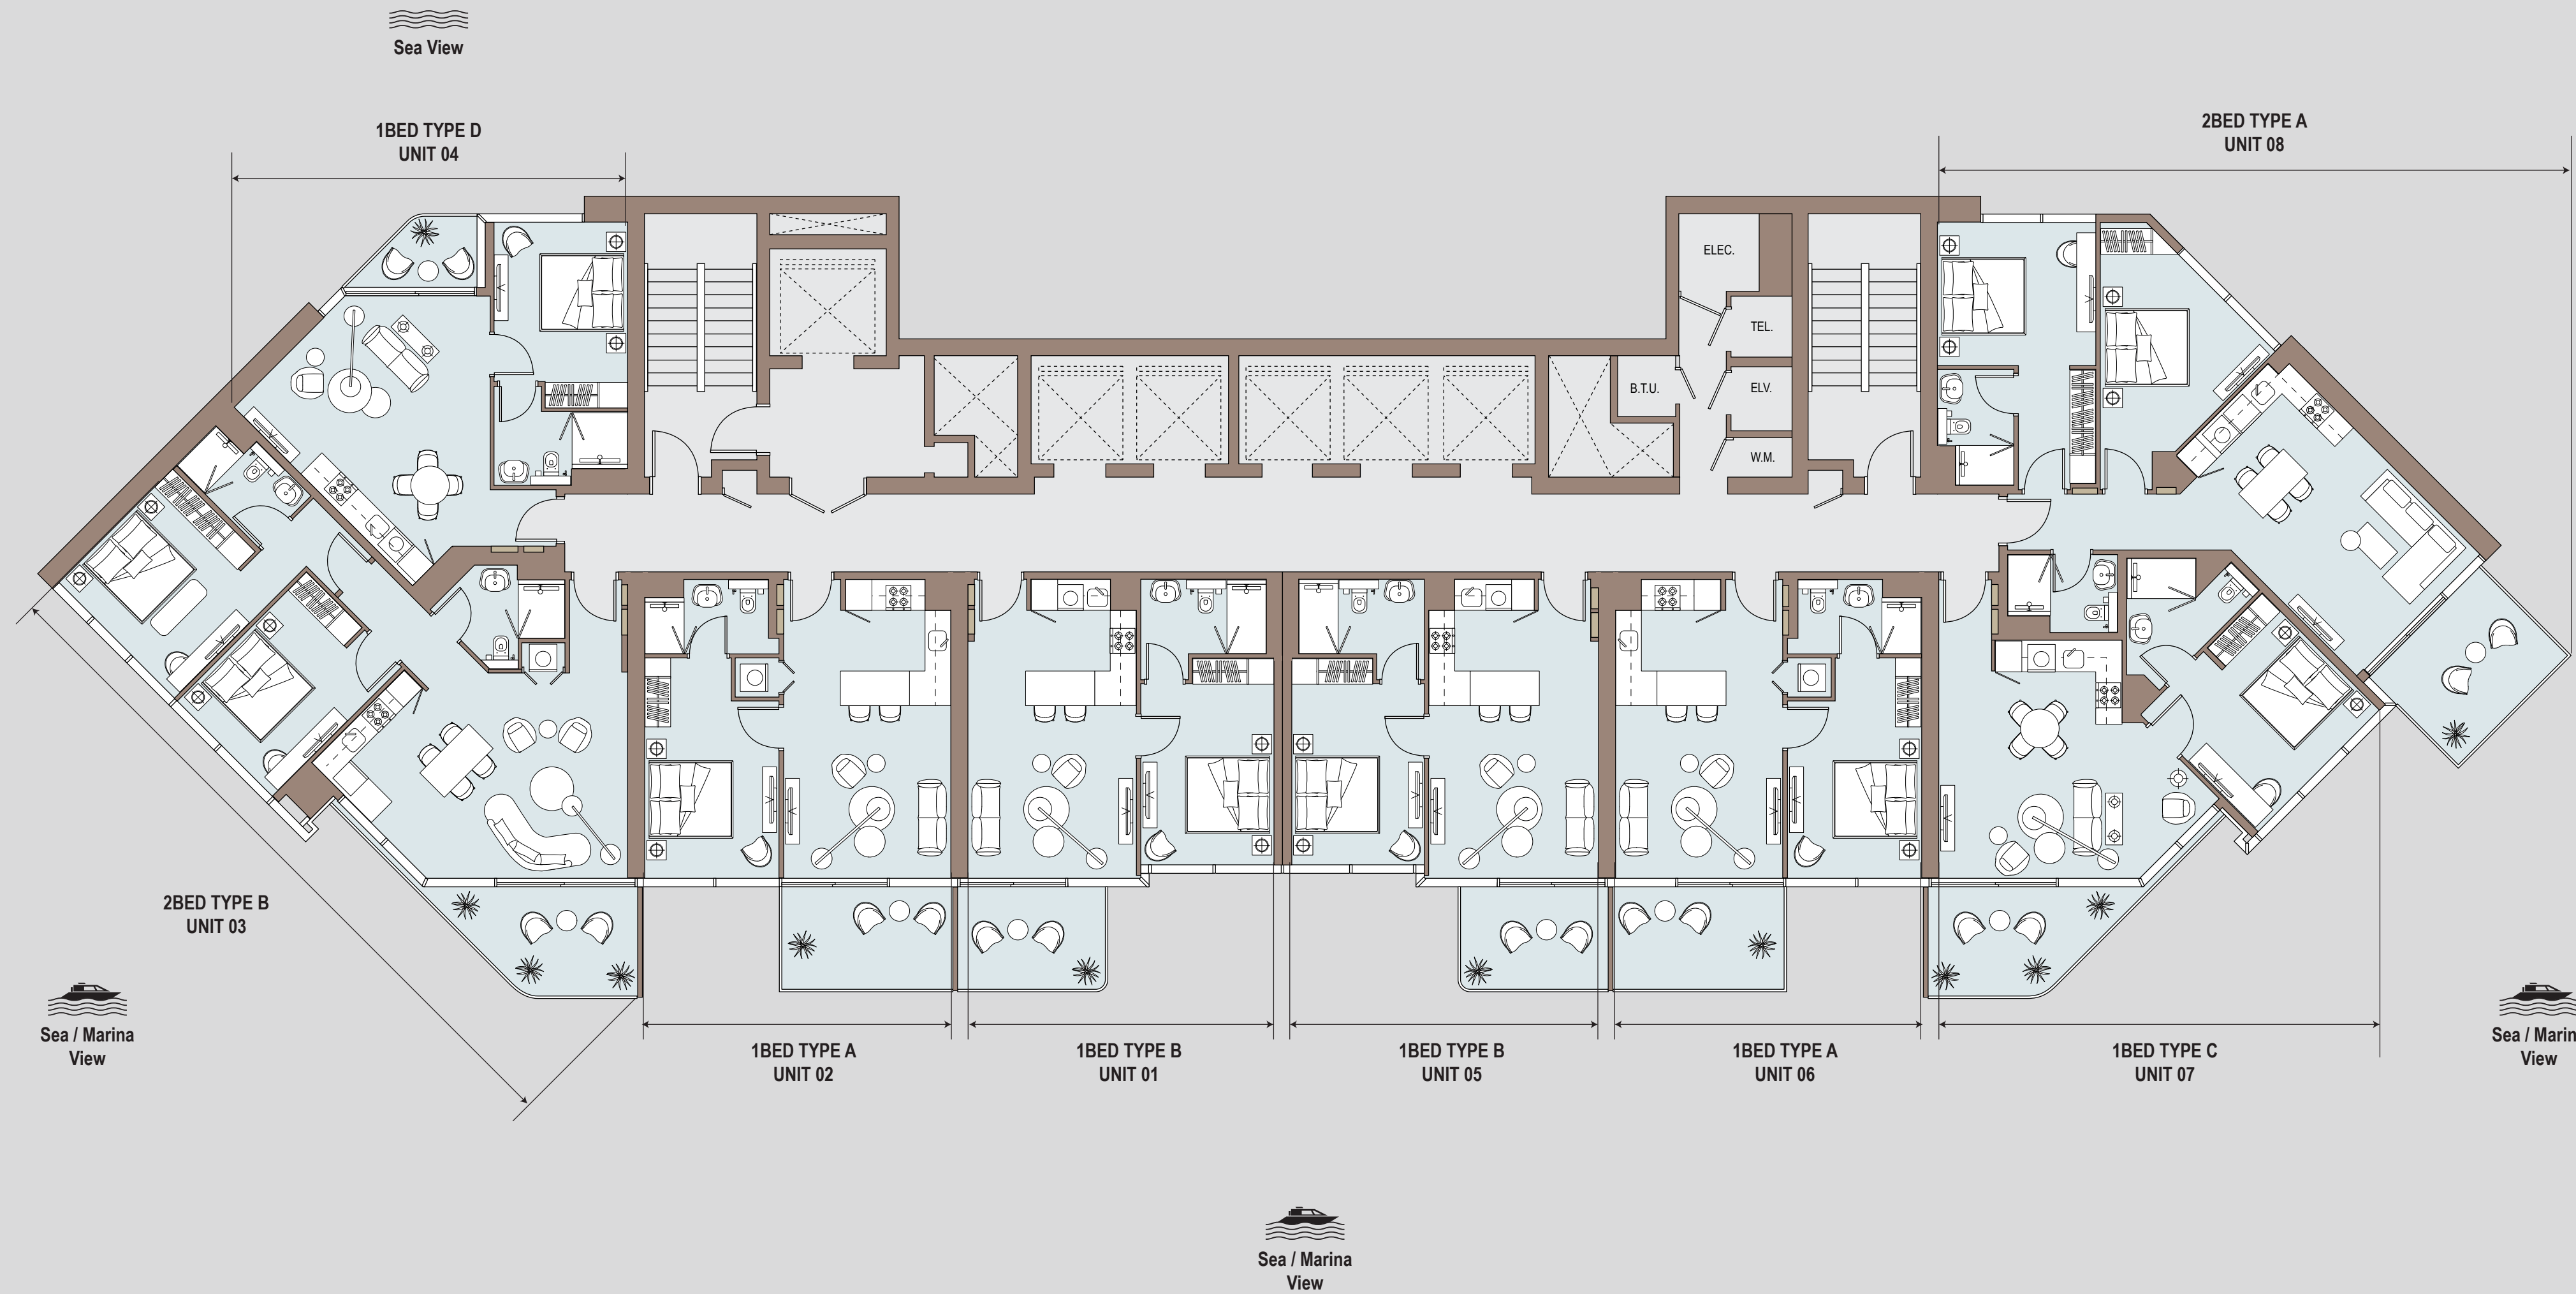 Sea View
1BED TYPE D
UNIT 04
2BED TYPE A
UNIT 08
ELEC.
TEL.
B.T.U.
ELV.
W.M.
2BED TYPE B
UNIT 03
Sea / Marina
View
Sea / Marin
View
1BED TYPE A
UNIT 02
1BED TYPE B
UNIT 01
1BED TYPE B
UNIT 05
1BED TYPE A
UNIT 06
1BED TYPE C
UNIT 07
Sea / Marina
View